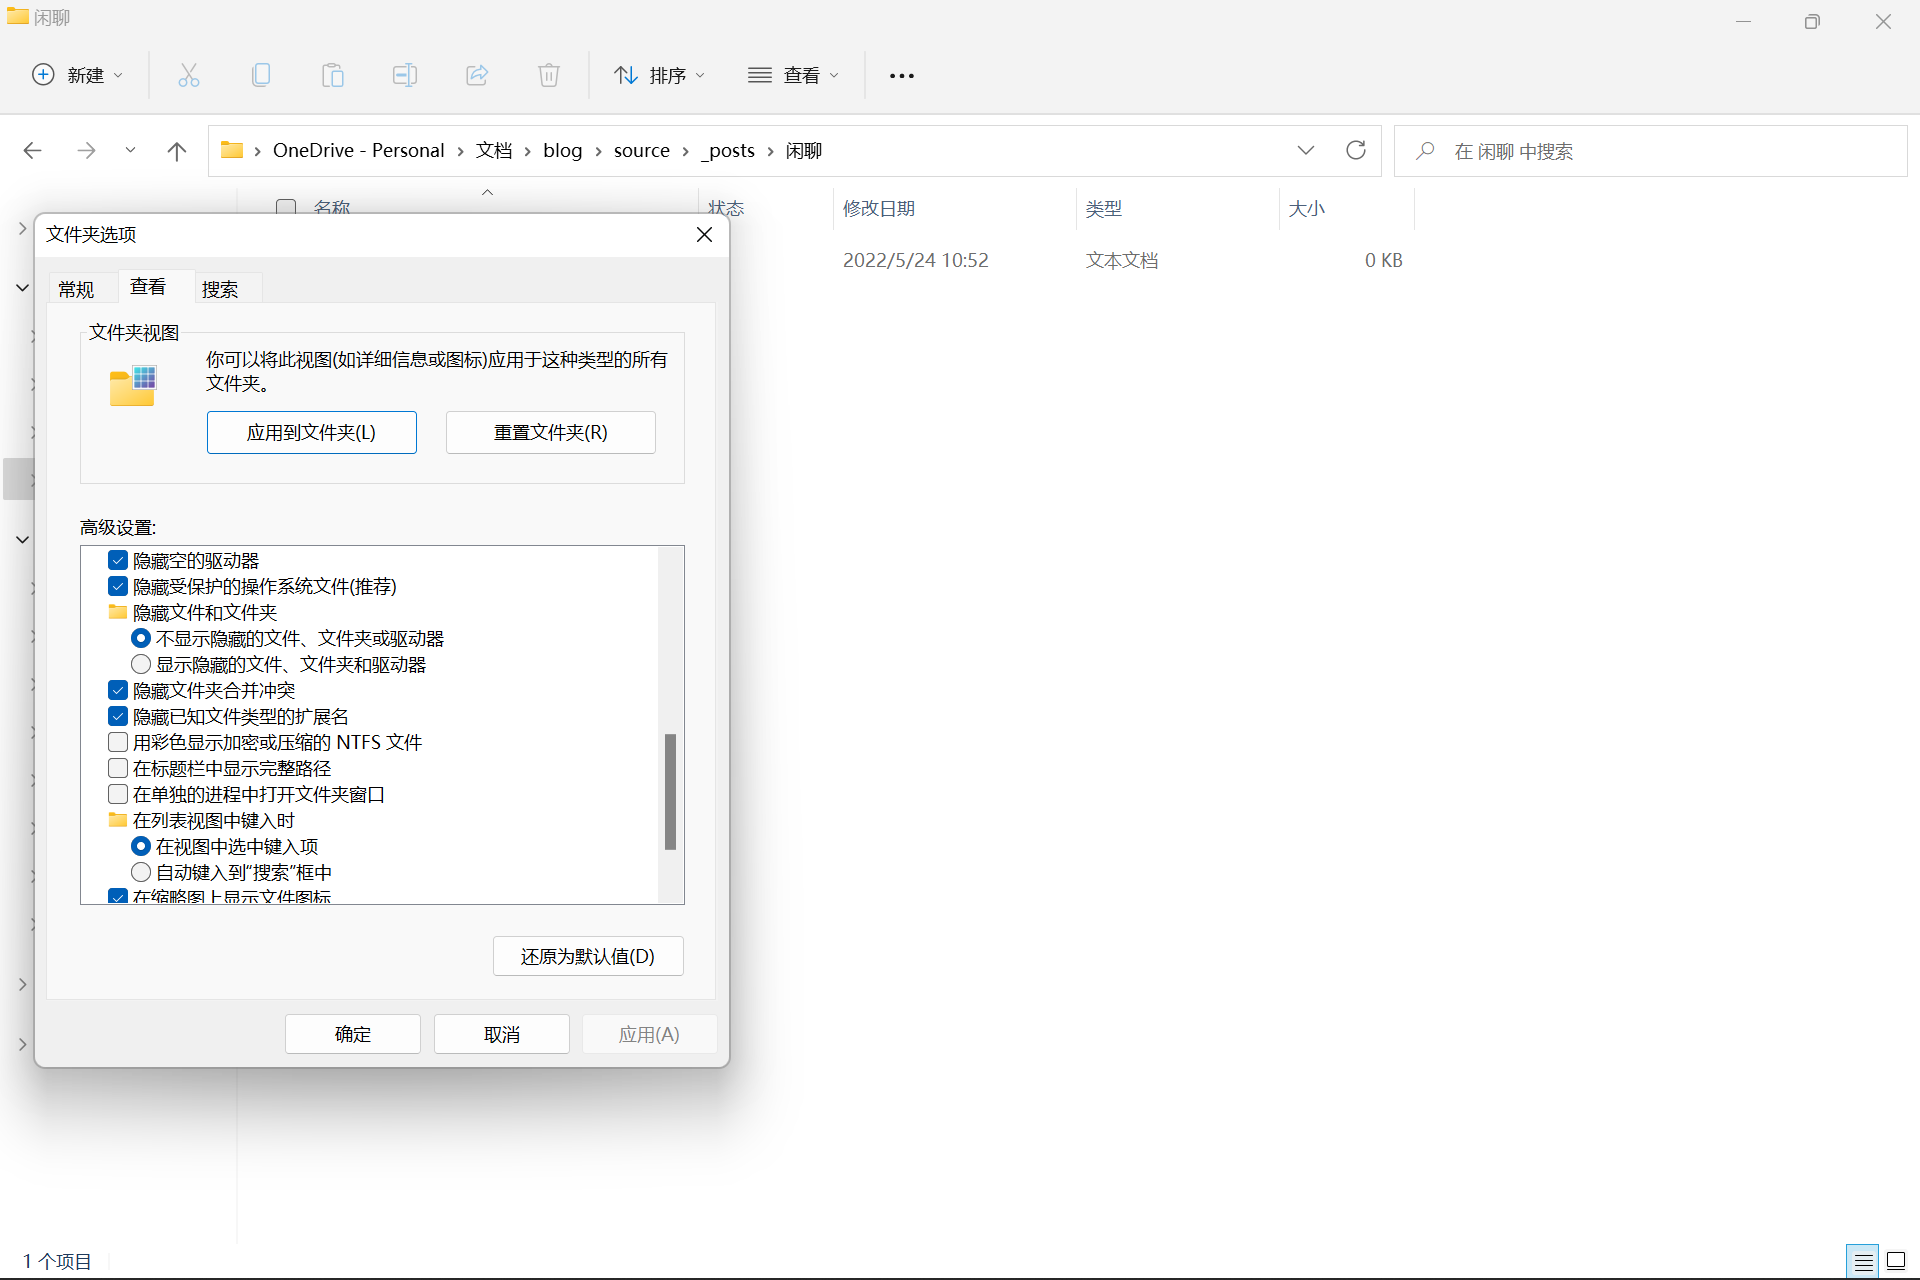 闲聊
新建
排序
查看
OneDrive - Personal
文档
blog
source
_posts
闲聊
在 闲聊 中搜索
名称
状态
修改日期
类型
大小
2022/5/24 10:52
文本文档
0 KB
文件夹选项
常规
查看
搜索
文件夹视图
你可以将此视图(如详细信息或图标)应用于这种类型的所有
文件夹。
应用到文件夹(L)
重置文件夹(R)
高级设置:
隐藏空的驱动器
隐藏受保护的操作系统文件(推荐)
隐藏文件和文件夹
不显示隐藏的文件、文件夹或驱动器
显示隐藏的文件、文件夹和驱动器
隐藏文件夹合并冲突
隐藏已知文件类型的扩展名
用彩色显示加密或压缩的 NTFS 文件
在标题栏中显示完整路径
在单独的进程中打开文件夹窗口
在列表视图中键入时
在视图中选中键入项
自动键入到"搜索"框中
在缩略图上显示文件图标
还原为默认值(D)
确定
取消
应用(A)
1 个项目